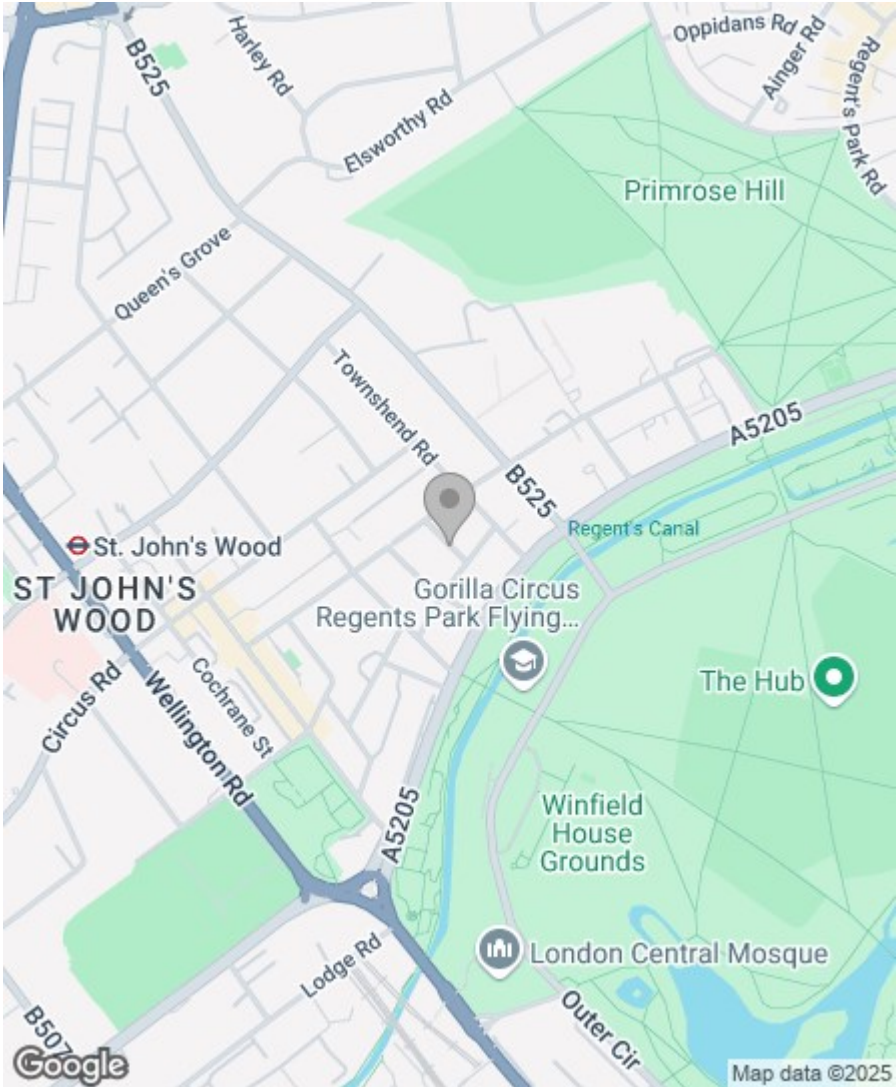 B525
Harley Rd
Oppidans Rd
Ainger Rd
Regent's Park Rd
Elsworthy Rd
Primrose Hill
Queen's Grove
Townshend Rd
A5205
B525
Regent's Canal
St. John's Wood
ST JOHN'S
WOOD
Gorilla Circus
Regents Park Flying...
The Hub
Circus Rd
Cochrane St
Wellington Rd
Winfield
House
Grounds
A5205
London Central Mosque
Lodge Rd
Outer Cir
B507
Google
Map data ©2025